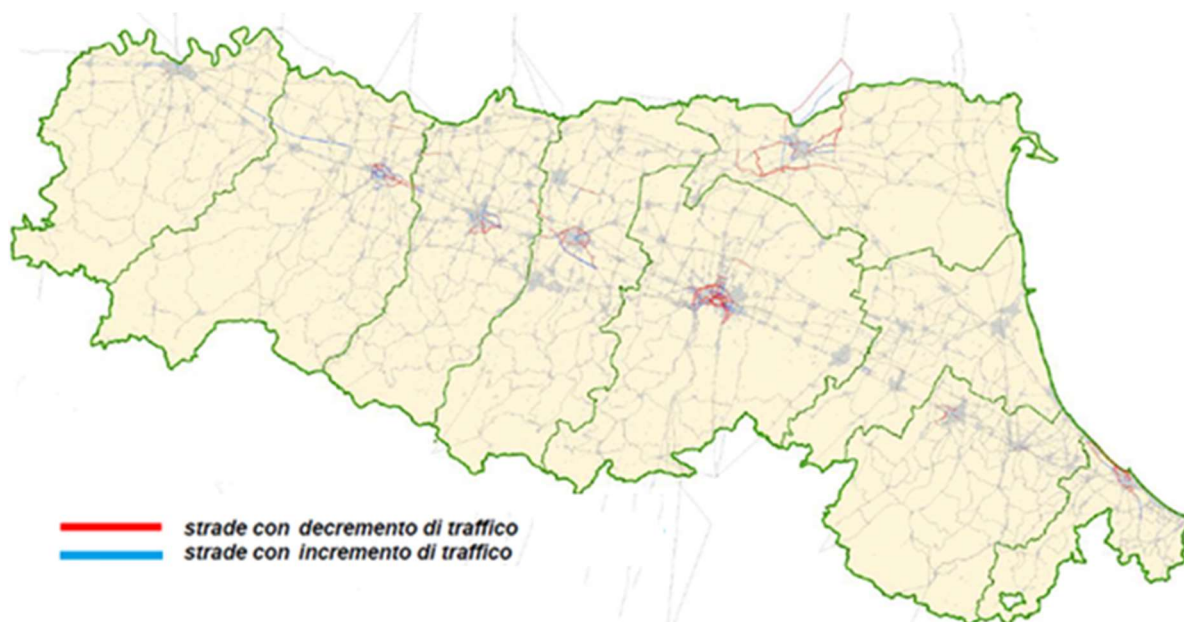 strade con decremento di traffico
strade con incremento di traffico